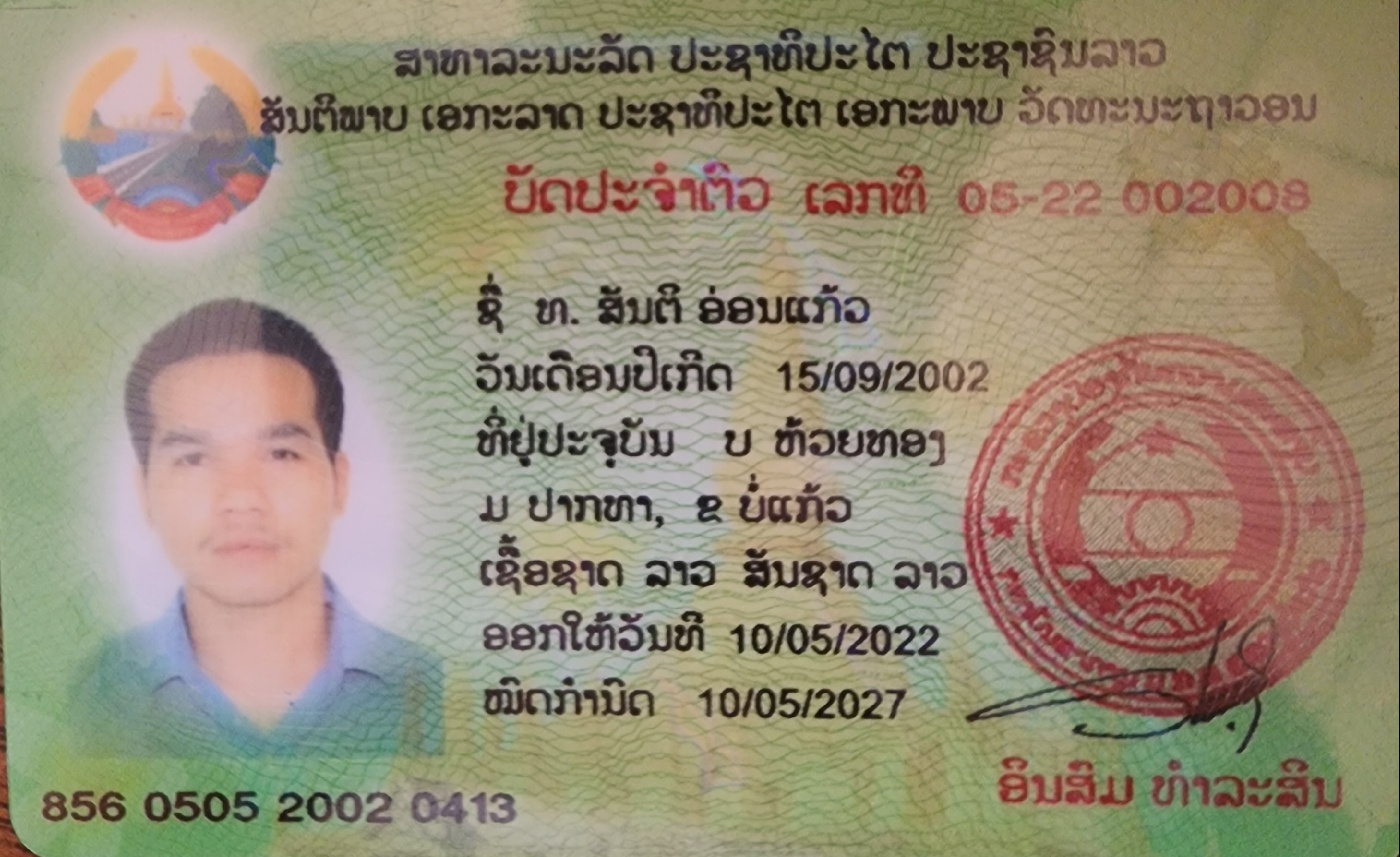 ສາທາລະນະລັດ ປະຊາທິປະໄຕ ປະຊາຊົນລາວ
ສັນຕິພາບ ເອກະລາດ ປະຊາທິປະໄຕ ເອກະພາບ ວັດທະນະຖາວອນ
ບັດປະຈຳຕົວ ເລກທີ 05-22 002008
ຊື່ ທ. ສັນຕິ ອ່ອນແກ້ວ
ວັນເດືອນປີເກີດ 15/09/2002
ທີ່ຢູ່ປະຈຸບັນ ບ ຫ້ວຍທອງ
ມ ປາກທາ, ຂ ບໍ່ແກ້ວ
ເຊື້ອຊາດ ລາວ ສັນຊາດ ລາວ
ອອກໃຫ້ວັນທີ 10/05/2022
ໝົດກຳນົດ 10/05/2027
856 0505 2002 0413
ອິນສົມ ທຳລະສິນ